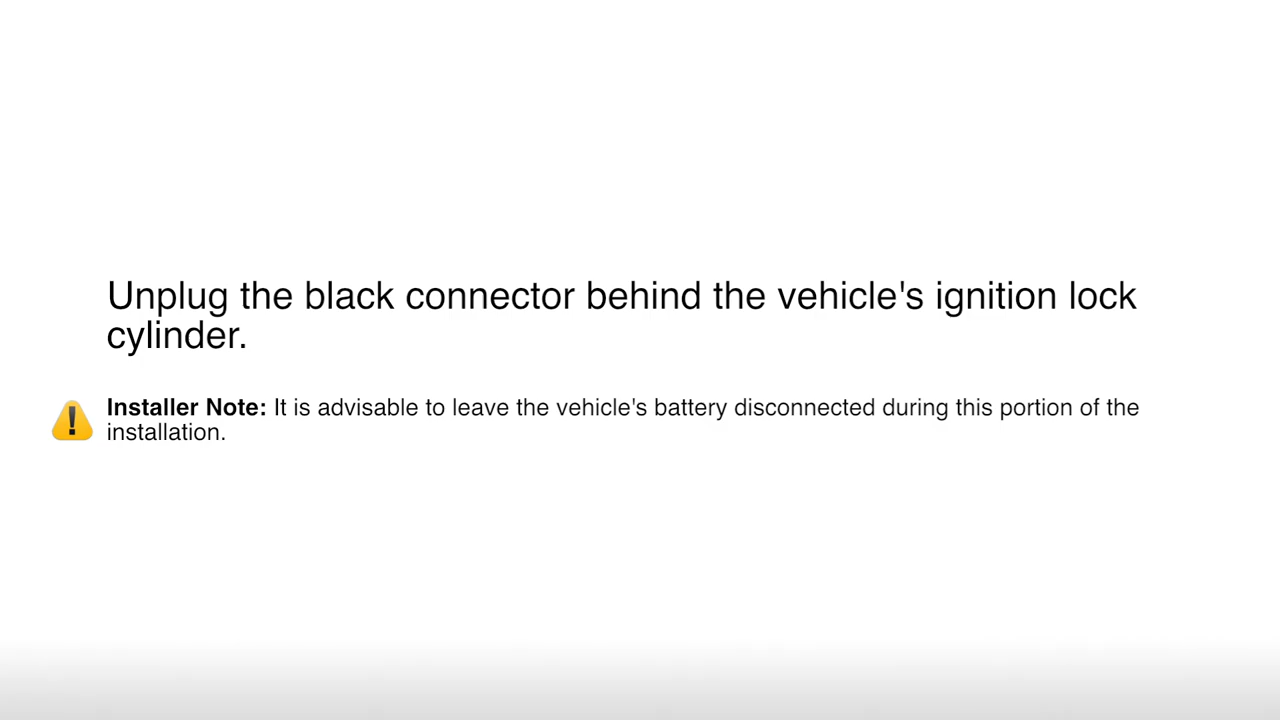 Unplug the black connector behind the vehicle's ignition lock
cylinder.
Installer Note: It is advisable to leave the vehicle's battery disconnected during this portion of the
installation.